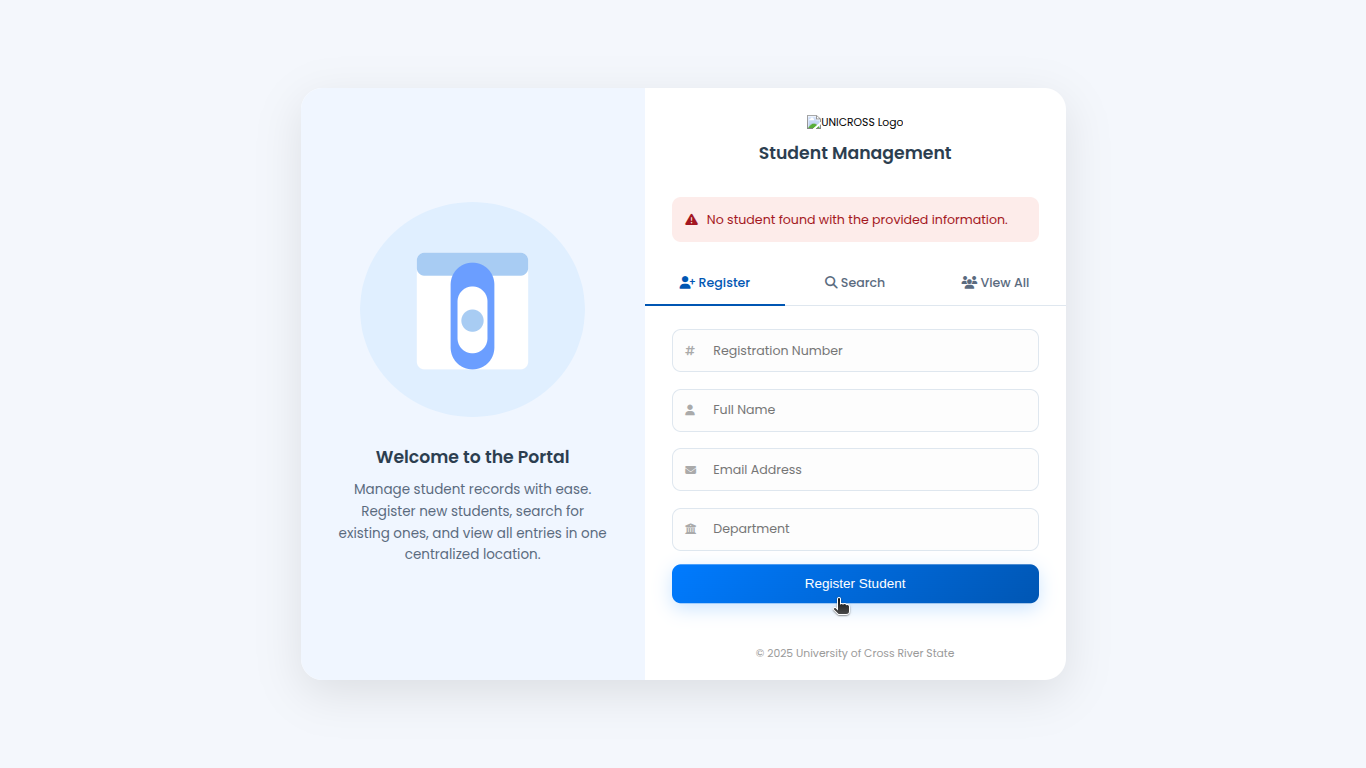 Welcome to the Portal
Manage student records with ease.
Register new students, search for
existing ones, and view all entries in one
centralized location.
UNICROSS Logo
Student Management
No student found with the provided information.
Register
Search
View All
# Registration Number
Full Name
Email Address
Department
Register Student
© 2025 University of Cross River State